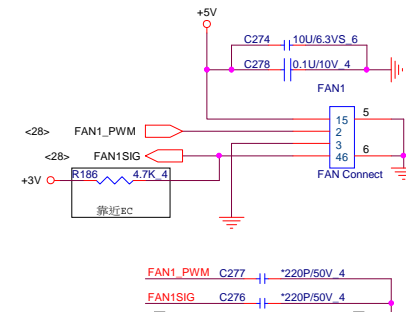 +5V
C274 10U/6.3VS_6
C278 0.1U/10V_4
FAN1
<28> FAN1_PWM
<28> FAN1SIG
15 5
2
3
46 6
FAN Connect
+3V R186 4.7K_4
靠近EC
FAN1_PWM C277 *220P/50V_4
FAN1SIG C276 *220P/50V_4